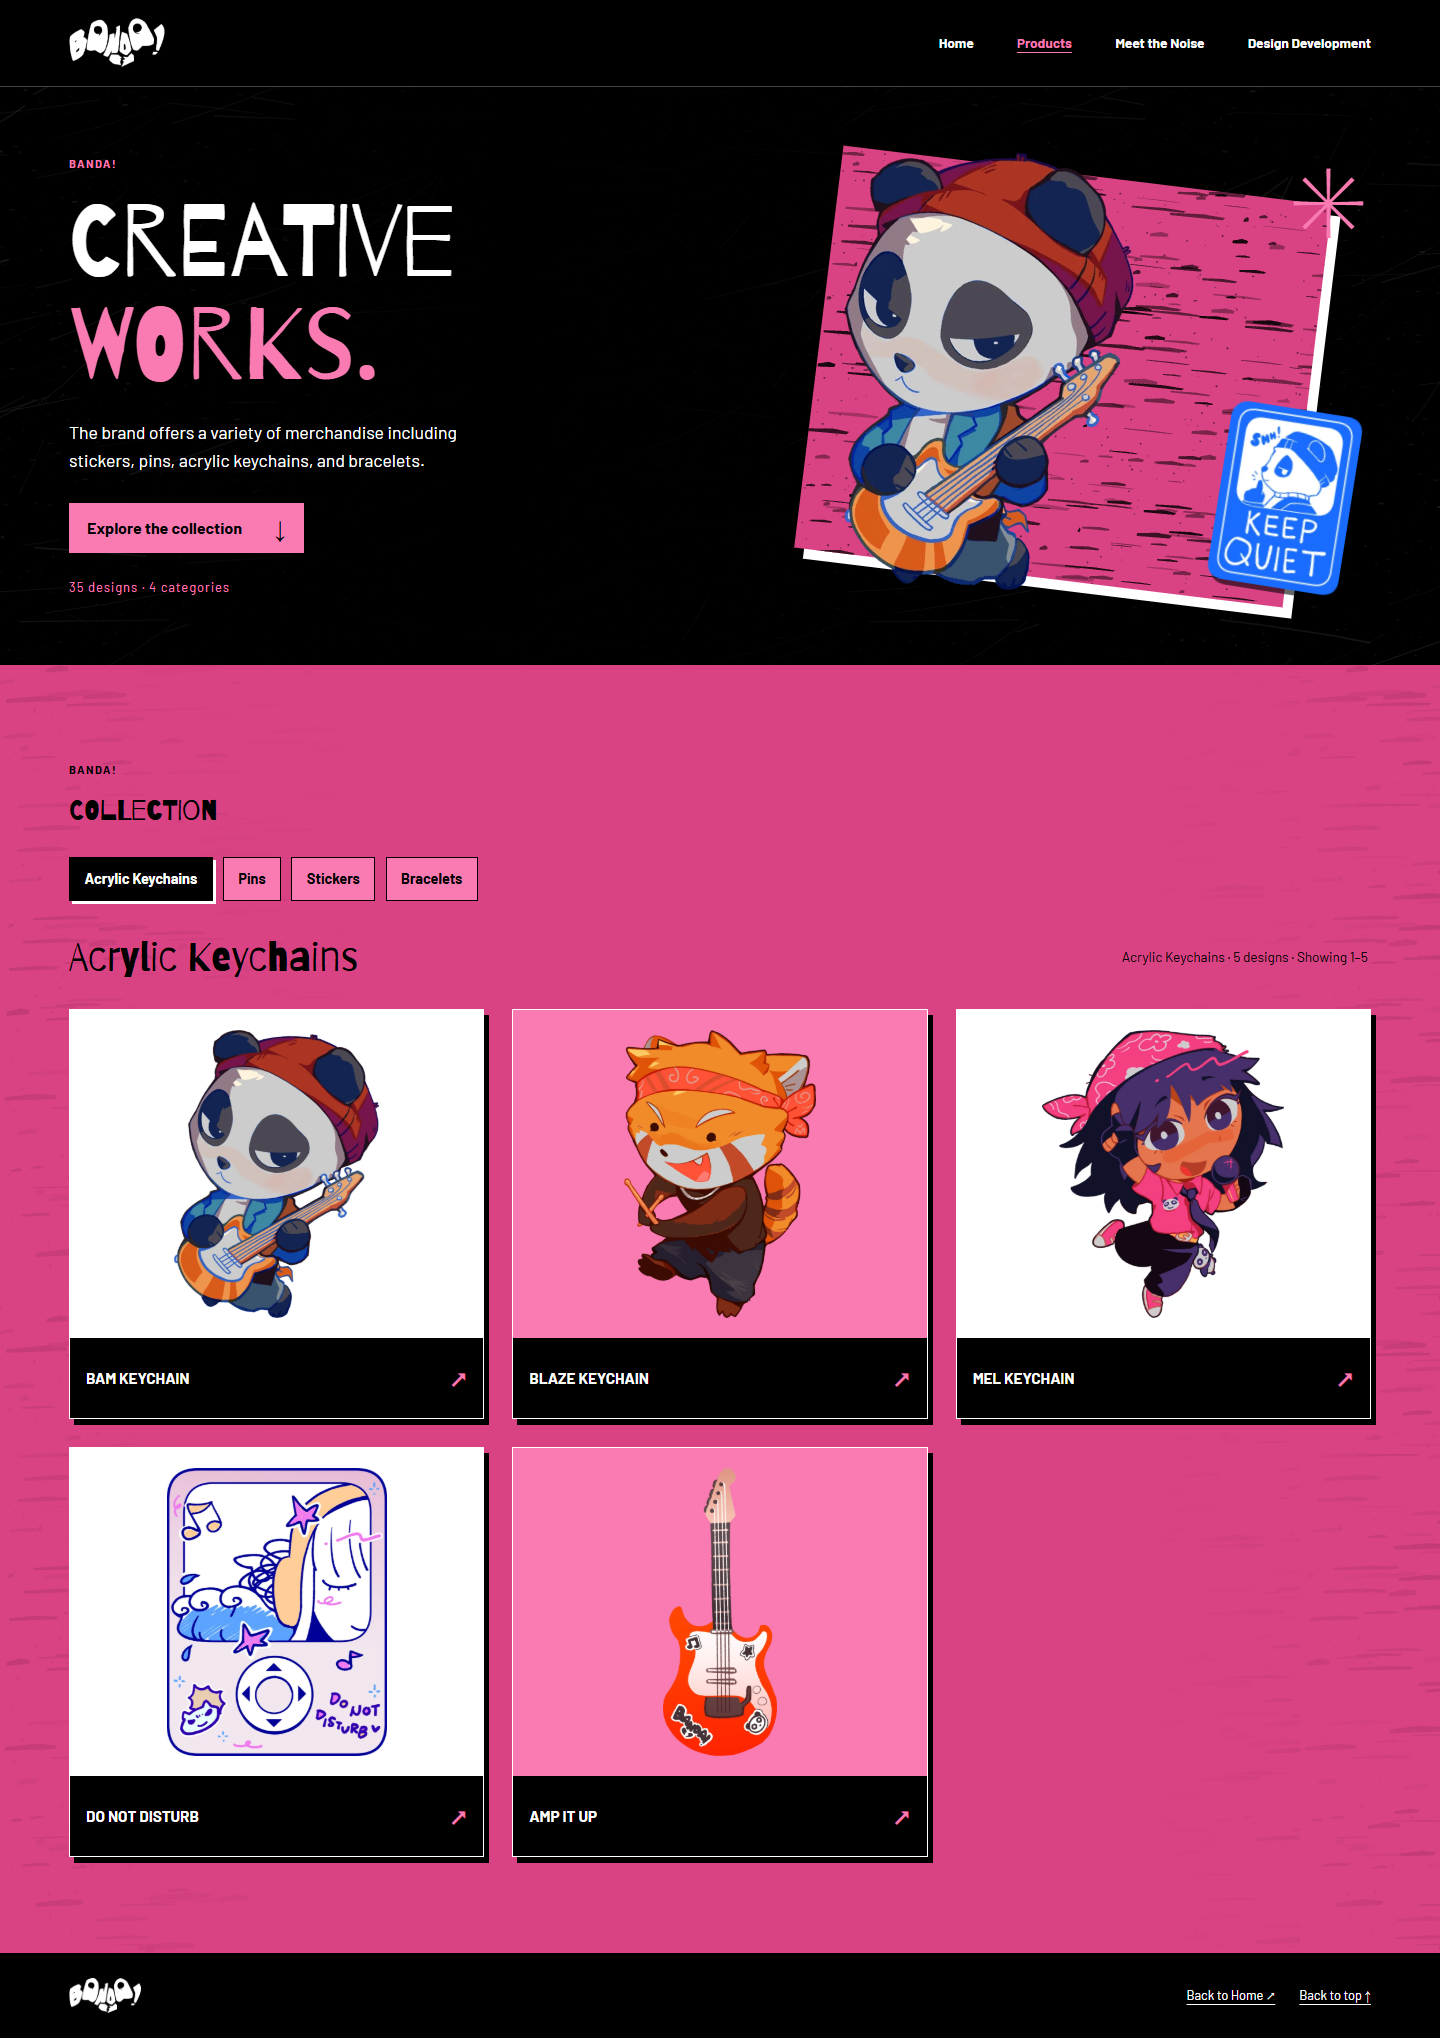 BANDA!
Home
Products
Meet the Noise
Design Development
BANDA!
CREATIVE
WORKS.
The brand offers a variety of merchandise including
stickers, pins, acrylic keychains, and bracelets.
Explore the collection ↓
35 designs · 4 categories
SHH!
KEEP
QUIET
BANDA!
COLLECTION
Acrylic Keychains
Pins
Stickers
Bracelets
Acrylic Keychains
Acrylic Keychains · 5 designs · Showing 1–5
BAM KEYCHAIN ↗
BLAZE KEYCHAIN ↗
MEL KEYCHAIN ↗
DO NOT
DISTURB
BANDA!
DO NOT DISTURB ↗
AMP IT UP ↗
BANDA!
Back to Home ↗
Back to top ↑